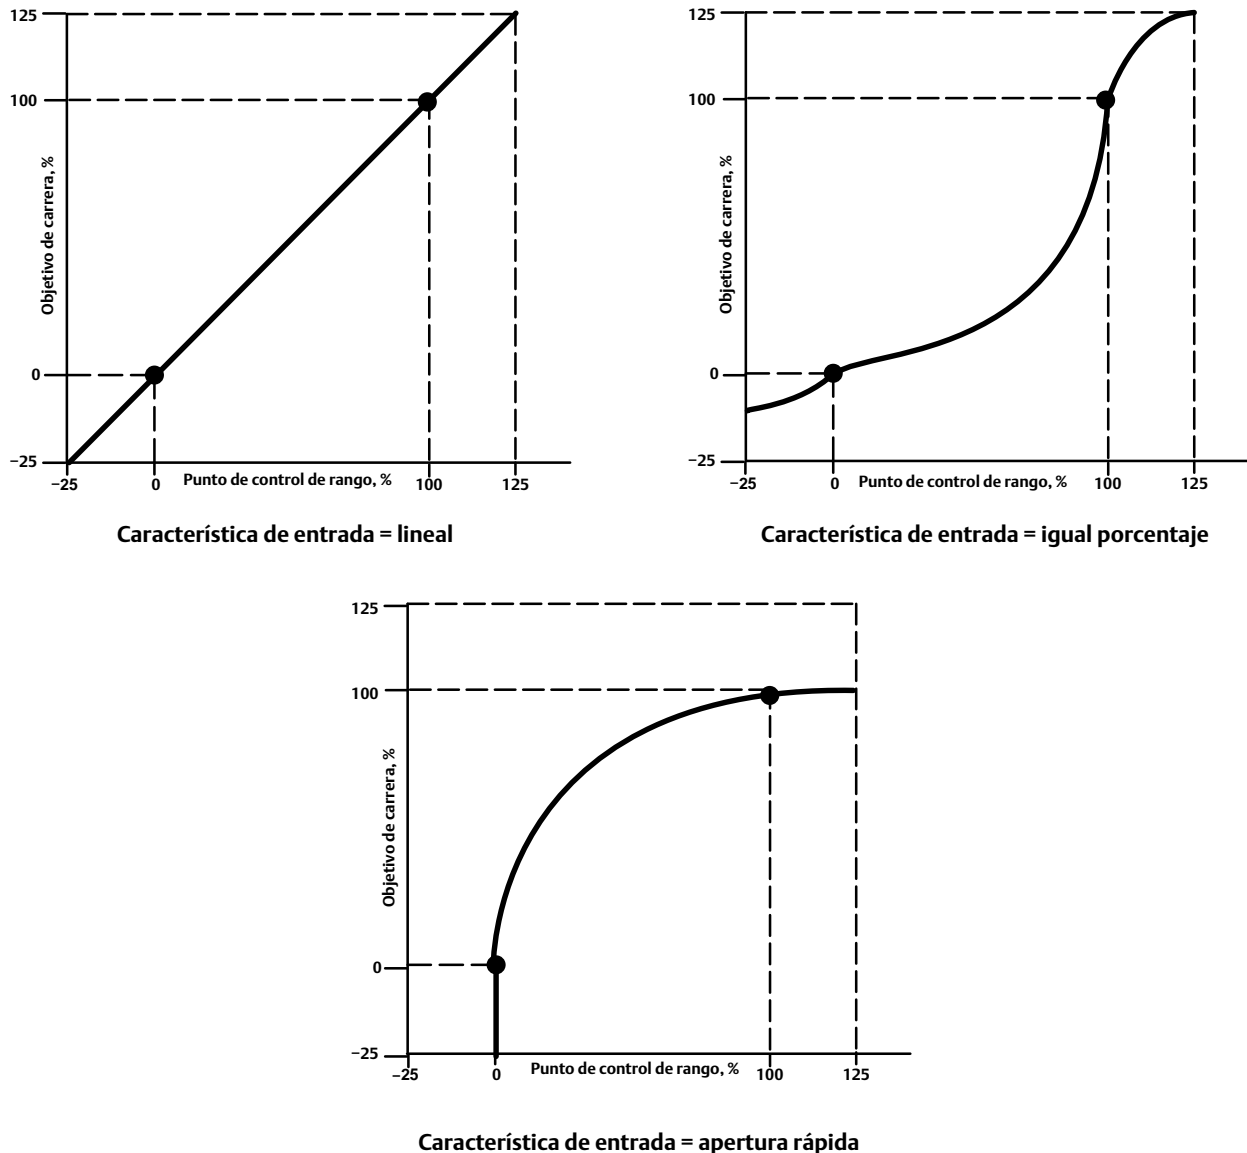 125
100
Objetivo de carrera, %
0
−25
−25
0
Punto de control de rango, %
100
125
Característica de entrada = lineal
125
100
Objetivo de carrera, %
0
−25
−25
0
Punto de control de rango, %
100
125
Característica de entrada = igual porcentaje
125
100
Objetivo de carrera, %
0
−25
−25
0
Punto de control de rango, %
100
125
Característica de entrada = apertura rápida